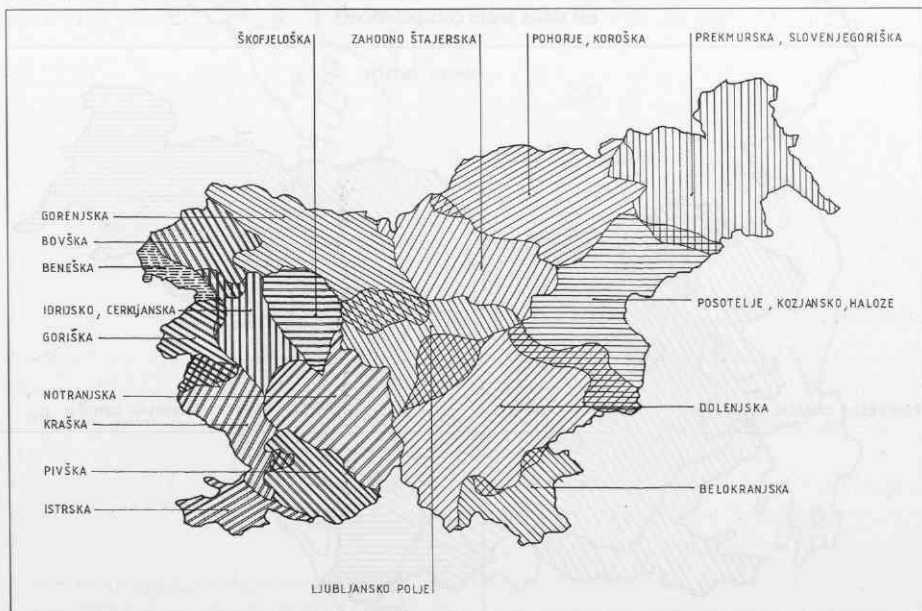 ŠKOFJELOŠKA
ZAHODNO ŠTAJERSKA
POHORJE, KOROŠKA
PREKMURSKA, SLOVENJEGORIŠKA
GORENJSKA
BOVŠKA
BENEŠKA
IDRIJSKO, CERKLJANSKA
GORIŠKA
POSOTELJE, KOZJANSKO, HALOZE
NOTRANJSKA
DOLENJSKA
KRAŠKA
PIVŠKA
BELOKRANJSKA
ISTRSKA
LJUBLJANSKO POLJE